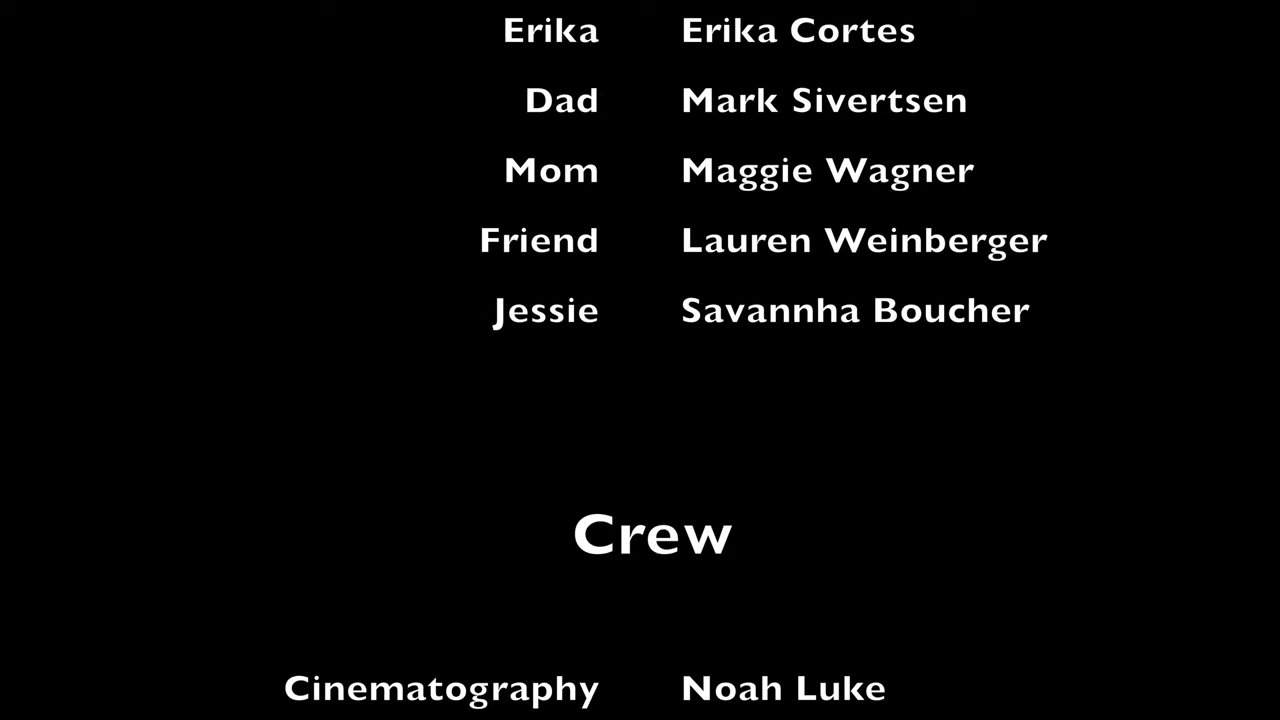 Erika Erika Cortes
Dad Mark Sivertsen
Mom Maggie Wagner
Friend Lauren Weinberger
Jessie Savannha Boucher
Crew
Cinematography Noah Luke